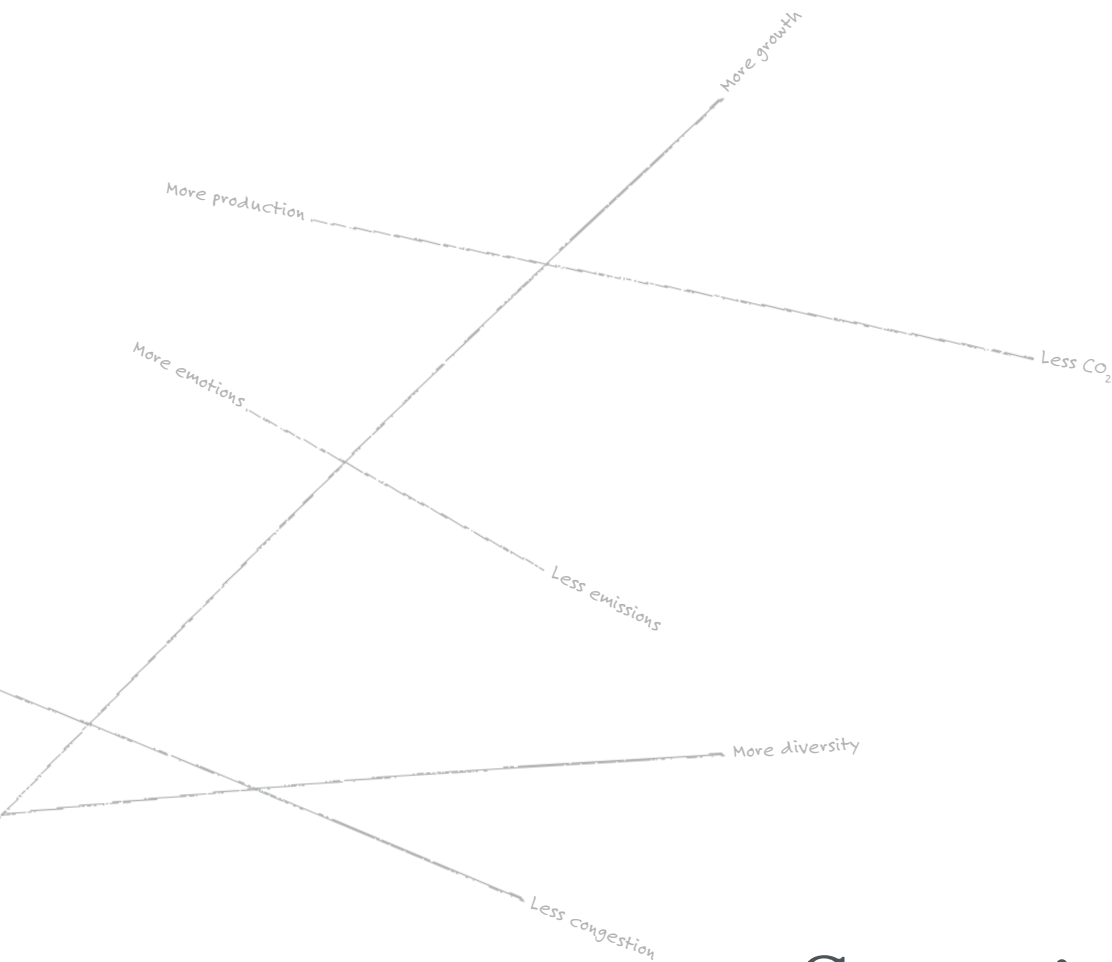 More growth
More production
Less CO₂
More emotions
Less emissions
More diversity
Less congestion